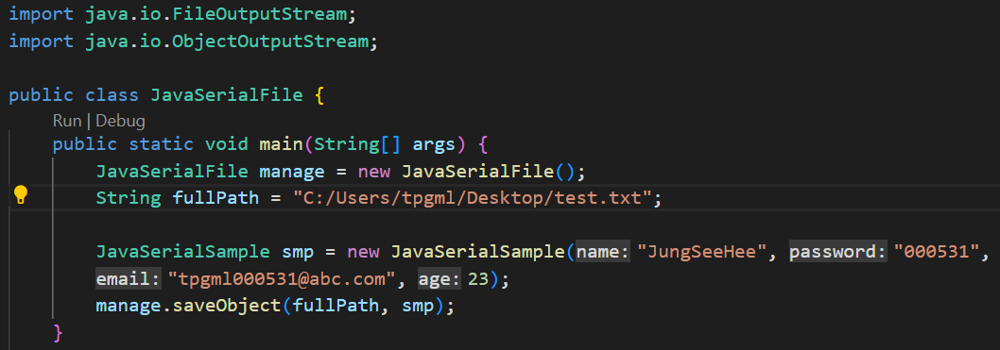 import java.io.FileOutputStream;
import java.io.ObjectOutputStream;
public class JavaSerialFile {
Run | Debug
public static void main(String[] args) {
JavaSerialFile manage = new JavaSerialFile();
String fullPath = "C:/Users/tpgml/Desktop/test.txt";
JavaSerialSample smp = new JavaSerialSample(name: "JungSeeHee", password: "000531",
email: "tpgml000531@abc.com", age: 23);
manage.saveObject(fullPath, smp);
}